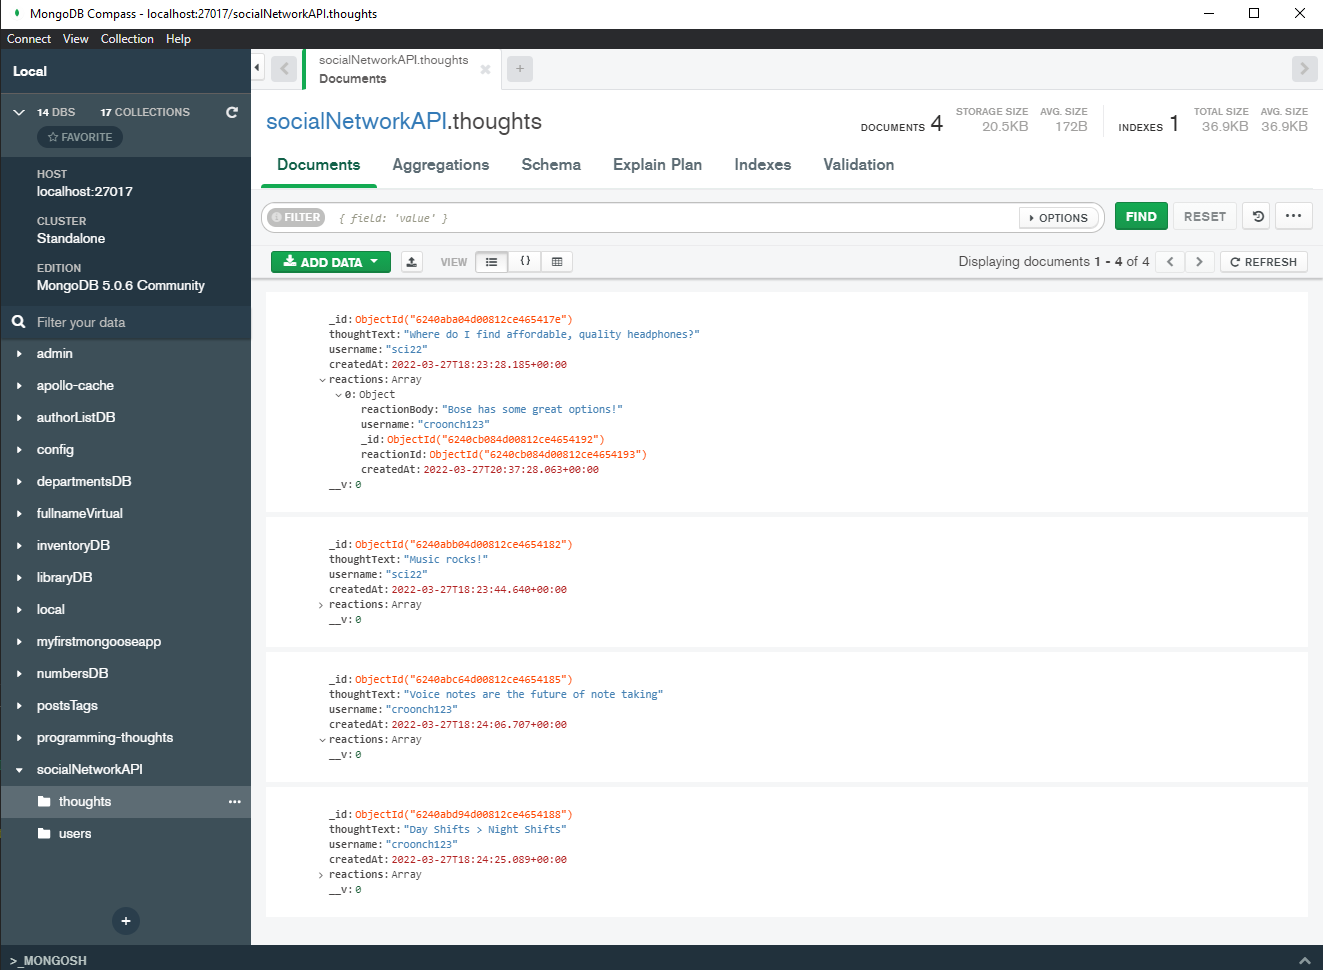 MongoDB Compass - localhost:27017/socialNetworkAPI.thoughts
Connect View Collection Help
Local
14 DBS 17 COLLECTIONS
FAVORITE
HOST
localhost:27017
CLUSTER
Standalone
EDITION
MongoDB 5.0.6 Community
Filter your data
admin
apollo-cache
authorListDB
config
departmentsDB
fullnameVirtual
inventoryDB
libraryDB
local
myfirstmongooseapp
numbersDB
postsTags
programming-thoughts
socialNetworkAPI
thoughts
users
>_MONGOSH
socialNetworkAPI.thoughts
Documents
socialNetworkAPI.thoughts
DOCUMENTS 4
STORAGE SIZE
20.5KB
AVG. SIZE
172B
INDEXES 1
TOTAL SIZE
36.9KB
AVG. SIZE
36.9KB
Documents Aggregations Schema Explain Plan Indexes Validation
FILTER { field: 'value' } OPTIONS FIND RESET
ADD DATA VIEW {} Displaying documents 1 - 4 of 4 REFRESH
_id: ObjectId("6240aba04d00812ce465417e")
thoughtText: "Where do I find affordable, quality headphones?"
username: "sci22"
createdAt: 2022-03-27T18:23:28.185+00:00
reactions: Array
0: Object
reactionBody: "Bose has some great options!"
username: "croonch123"
_id: ObjectId("6240cb084d00812ce4654192")
reactionId: ObjectId("6240cb084d00812ce4654193")
createdAt: 2022-03-27T20:37:28.063+00:00
__v: 0
_id: ObjectId("6240abb04d00812ce4654182")
thoughtText: "Music rocks!"
username: "sci22"
createdAt: 2022-03-27T18:23:44.640+00:00
reactions: Array
__v: 0
_id: ObjectId("6240abc64d00812ce4654185")
thoughtText: "Voice notes are the future of note taking"
username: "croonch123"
createdAt: 2022-03-27T18:24:06.707+00:00
reactions: Array
__v: 0
_id: ObjectId("6240abd94d00812ce4654188")
thoughtText: "Day Shifts > Night Shifts"
username: "croonch123"
createdAt: 2022-03-27T18:24:25.089+00:00
reactions: Array
__v: 0